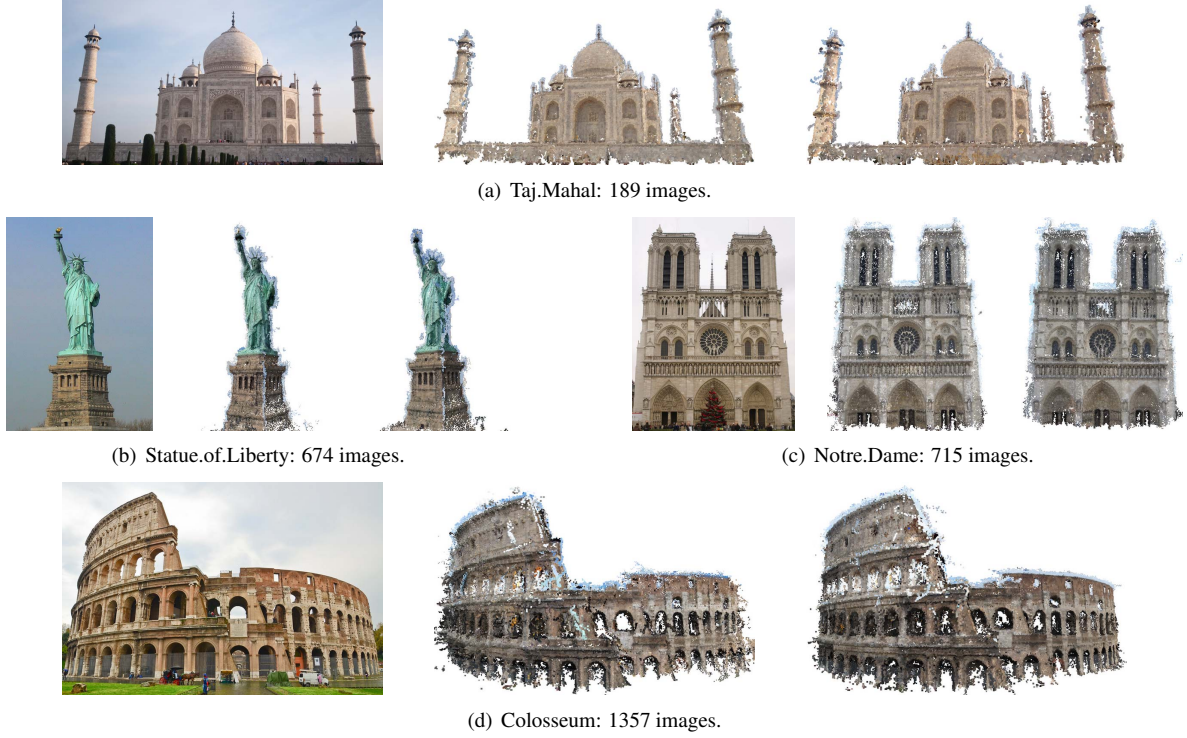 (a) Taj.Mahal: 189 images.
(b) Statue.of.Liberty: 674 images.
(c) Notre.Dame: 715 images.
(d) Colosseum: 1357 images.